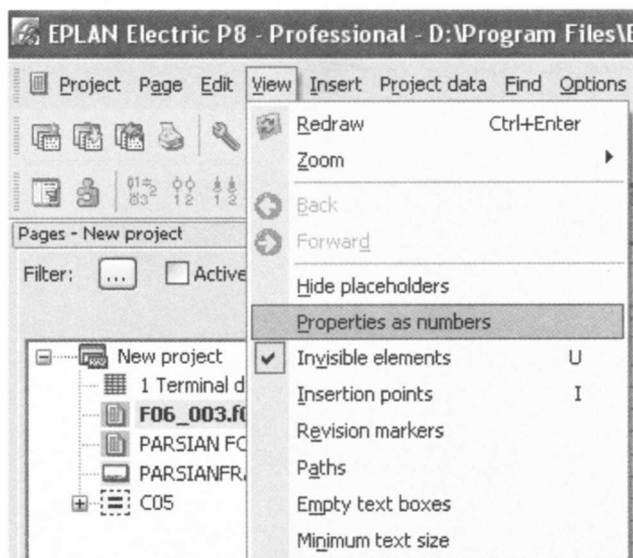 EPLAN Electric P8 - Professional - D:\Program Files\E
Project Page Edit View Insert Project data Find Options
Redraw Ctrl+Enter
Zoom
Back
Forward
Pages - New project
Filter: ... Active
Hide placeholders
Properties as numbers
New project
Invisible elements U
1 Terminal d
Insertion points I
F06_003.f
Revision markers
PARSIAN FO
Paths
PARSIANFRA
C05
Empty text boxes
Minimum text size